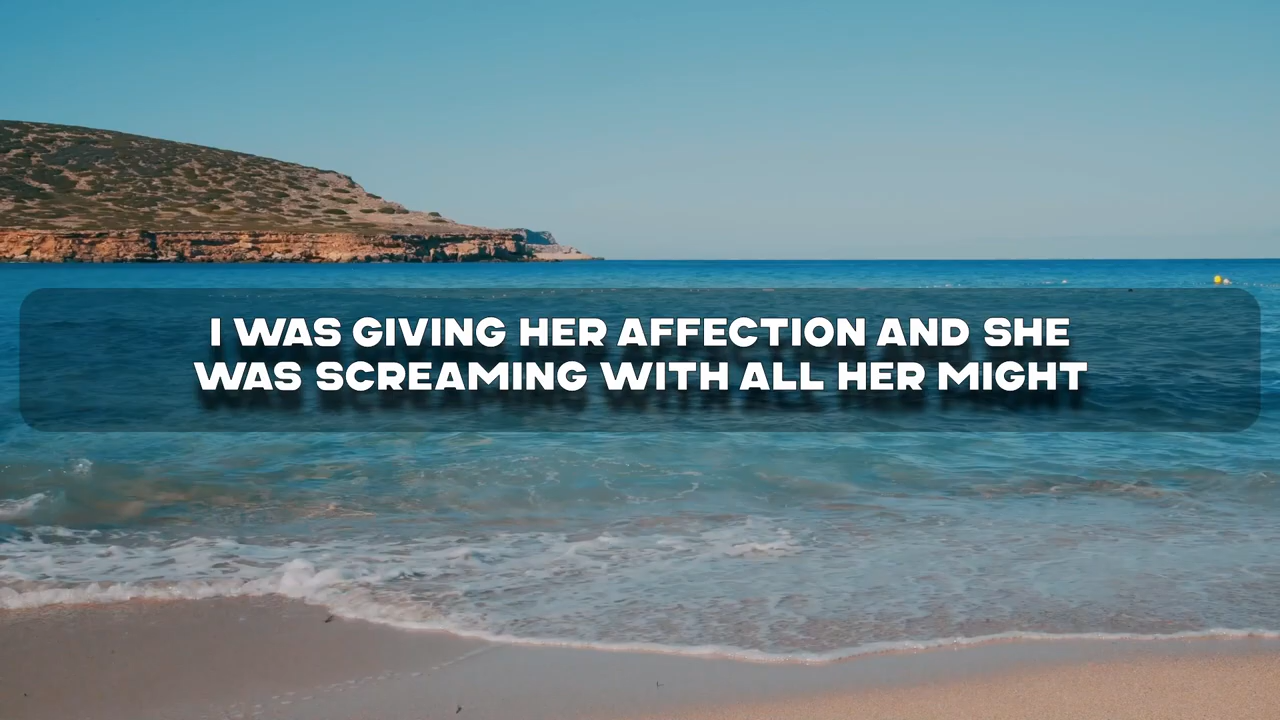 I WAS GIVING HER AFFECTION AND SHE
WAS SCREAMING WITH ALL HER MIGHT